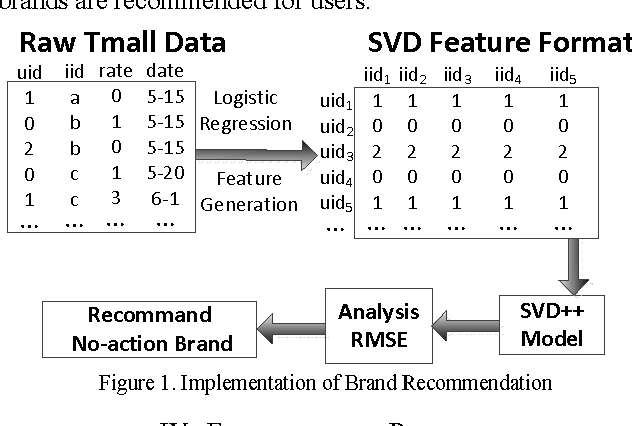 brands are recommended for users.
Raw Tmall Data
uid iid rate date
1 a 0 5-15
0 b 1 5-15
2 b 0 5-15
0 c 1 5-20
1 c 3 6-1
... ... ... ...
Logistic
Regression
Feature
Generation
SVD Feature Format
iid1 iid2 iid3 iid4 iid5
uid1 1 1 1 1 1
uid2 0 0 0 0 0
uid3 2 2 2 2 2
uid4 0 0 0 0 0
uid5 1 1 1 1 1
... ... ... ... ... ...
SVD++
Model
Analysis
RMSE
Recommand
No-action Brand
Figure 1. Implementation of Brand Recommendation